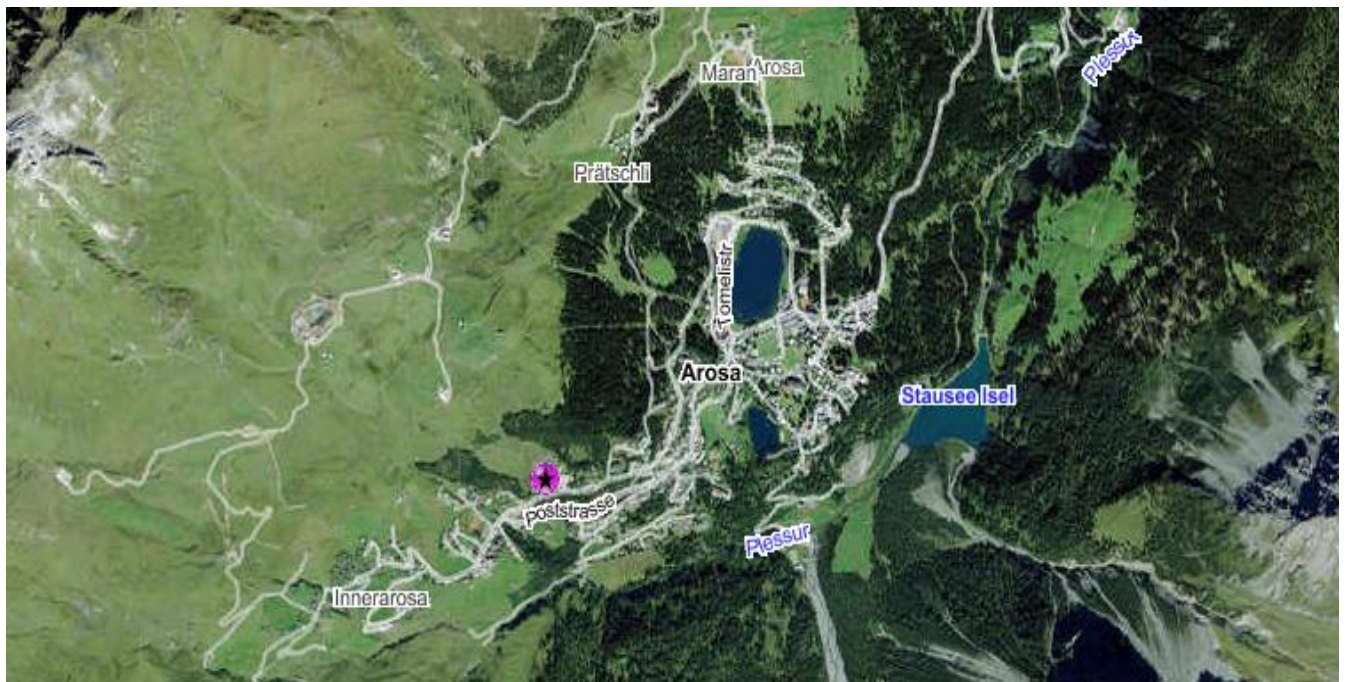 Plessur
Maran
Arosa
Prätschli
Tomelistr
Arosa
Stausee Isel
Poststrasse
Plessur
Innerarosa